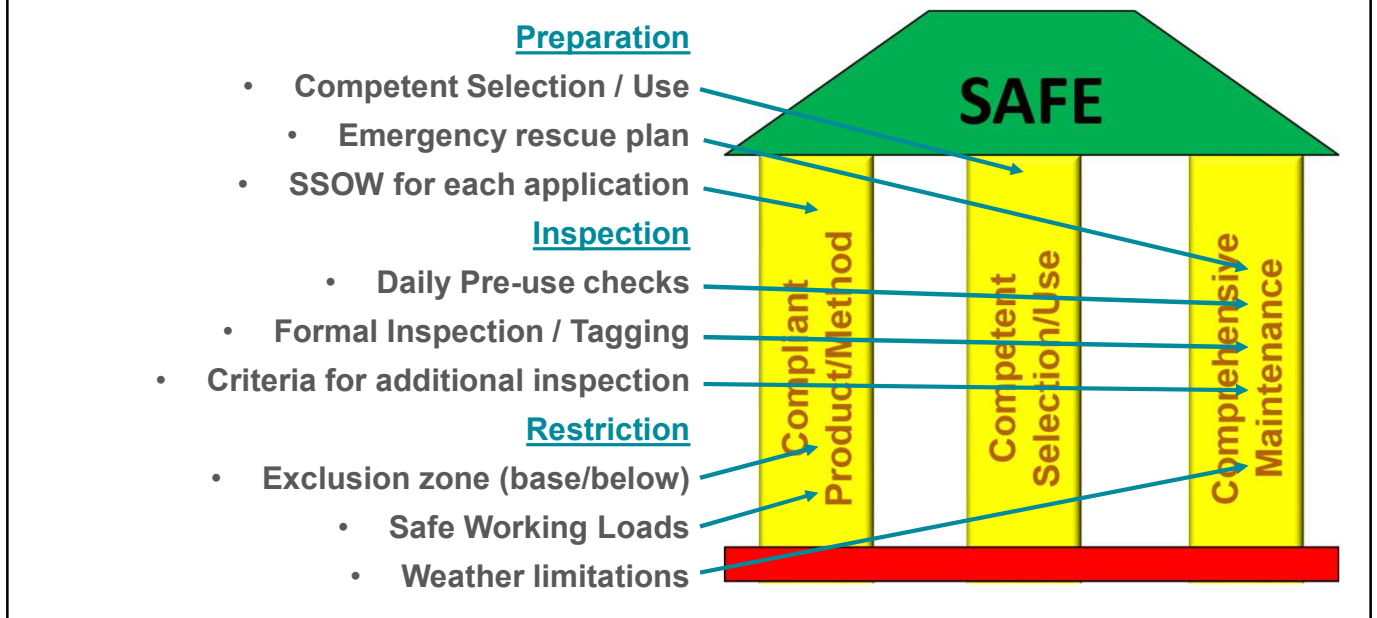 Preparation
• Competent Selection / Use
• Emergency rescue plan
• SSOW for each application
Inspection
• Daily Pre-use checks
• Formal Inspection / Tagging
• Criteria for additional inspection
Restriction
• Exclusion zone (base/below)
• Safe Working Loads
• Weather limitations
SAFE
Compliant
Product/Method
Competent
Selection/Use
Comprehensive
Maintenance